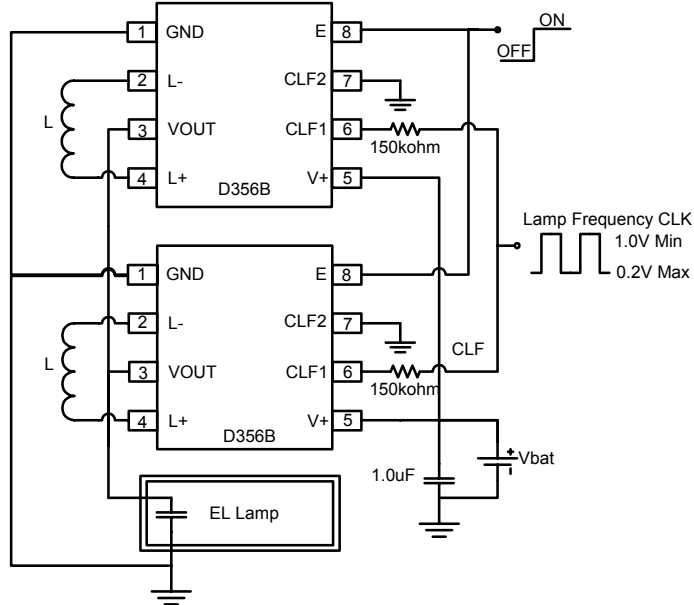 1 GND E 8
ON
OFF
2 L- CLF2 7
L
3 VOUT CLF1 6
150kohm
4 L+ V+ 5
D356B
Lamp Frequency CLK
1.0V Min
0.2V Max
1 GND E 8
2 L- CLF2 7
CLF
L
3 VOUT CLF1 6
150kohm
4 L+ V+ 5
D356B
+
Vbat
-
1.0uF
EL Lamp